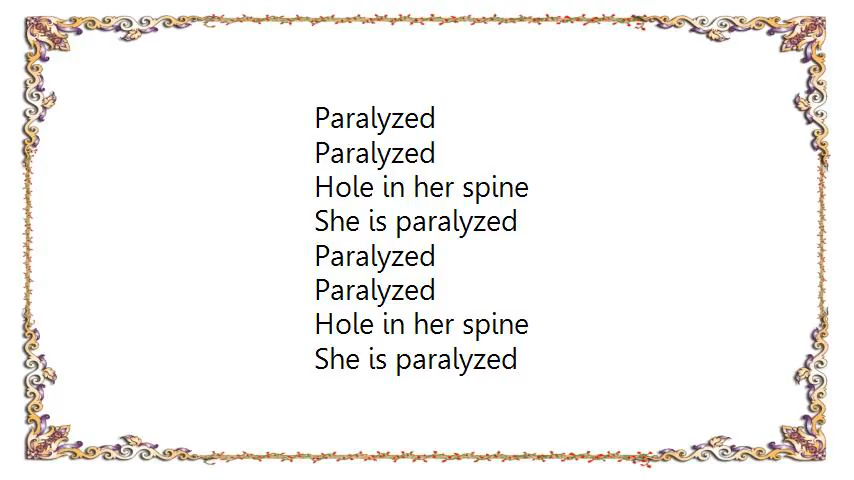 Paralyzed
Paralyzed
Hole in her spine
She is paralyzed
Paralyzed
Paralyzed
Hole in her spine
She is paralyzed